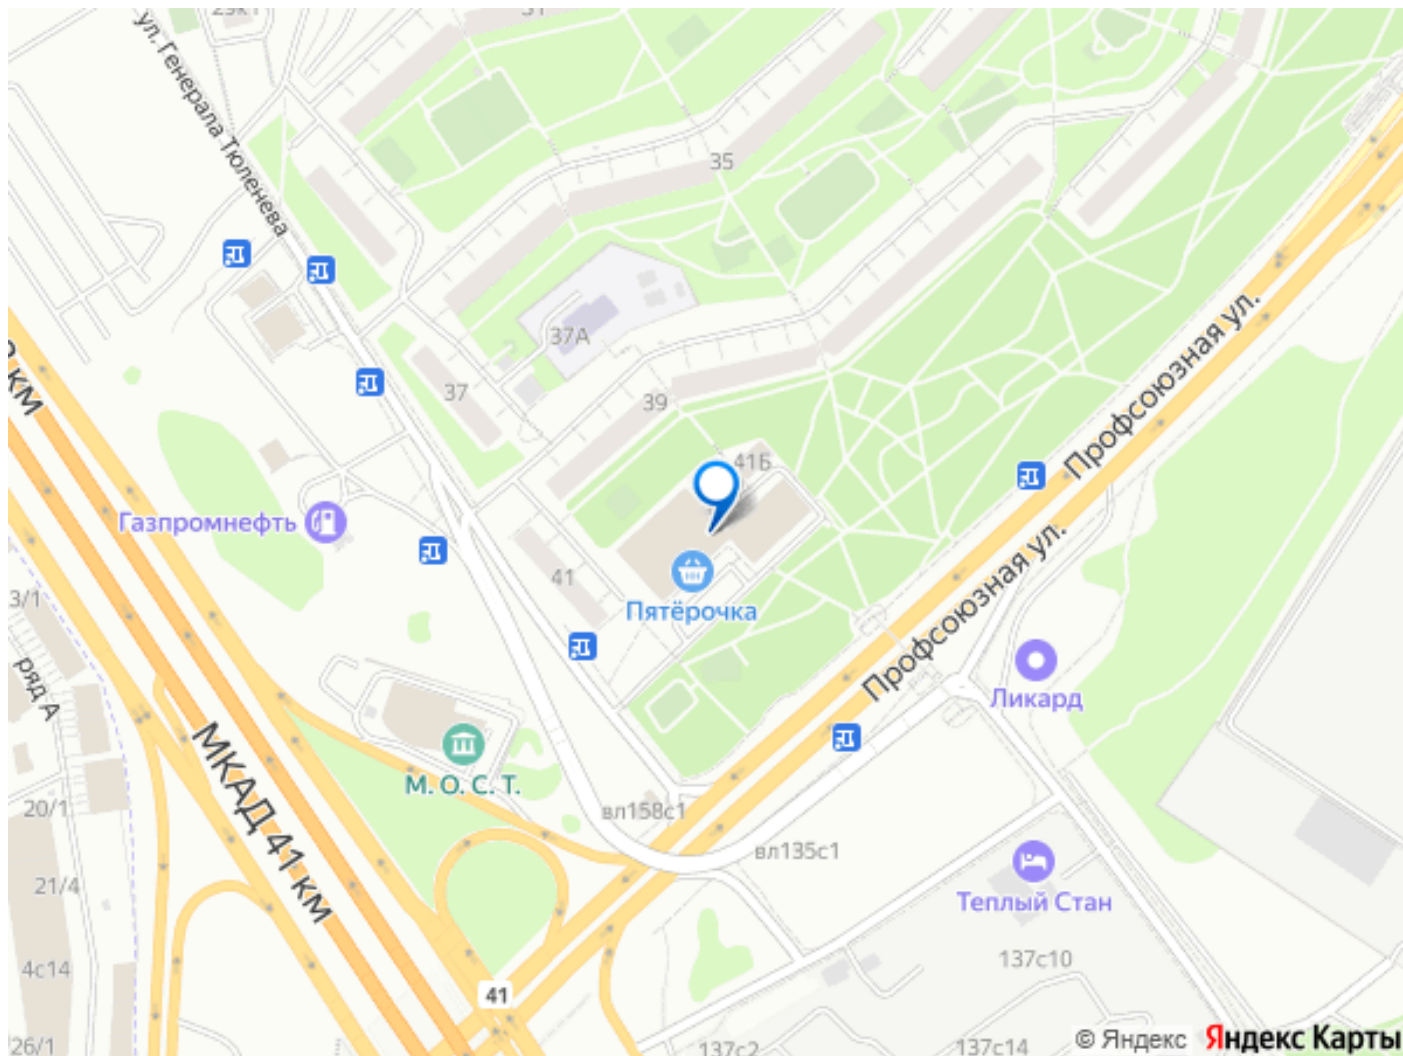 ул. Генерала Тюленева
35
37А
37
39
41Б
Профсоюзная ул.
Газпромнефть
41
Пятёрочка
Профсоюзная ул.
км
3/1
ряд А
Ликард
МКАД 41 км
М. О. С. Т.
20/1
вл158с1
вл135с1
21/4
Теплый Стан
4с14
137с10
41
26/1
137с2
137с14
© Яндекс
Яндекс Карты